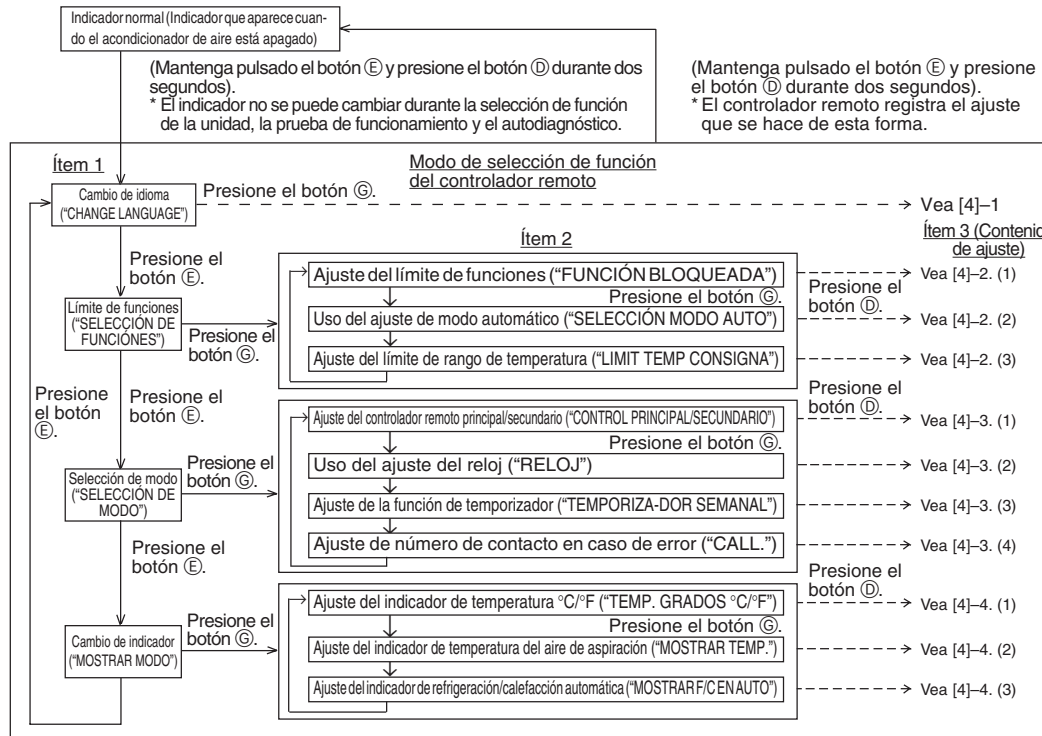 Indicador normal (Indicador que aparece cuan-
do el acondicionador de aire está apagado)
(Mantenga pulsado el botón Ⓔ y presione el botón Ⓓ durante dos
segundos).
* El indicador no se puede cambiar durante la selección de función
de la unidad, la prueba de funcionamiento y el autodiagnóstico.
(Mantenga pulsado el botón Ⓔ y presione
el botón Ⓓ durante dos segundos).
* El controlador remoto registra el ajuste
que se hace de esta forma.
Ítem 1
Modo de selección de función
del controlador remoto
Cambio de idioma
(“CHANGE LANGUAGE”)
Presione el botón Ⓖ.
Vea [4]–1
Ítem 2
Ítem 3 (Contenid
de ajuste)
Presione el
botón Ⓔ.
Límite de funciones
(“SELECCIÓN DE
FUNCIÓNES”)
Presione el
botón Ⓖ.
Ajuste del límite de funciones (“FUNCIÓN BLOQUEADA”)
Presione el botón Ⓖ.
Uso del ajuste de modo automático (“SELECCIÓN MODO AUTO”)
Ajuste del límite de rango de temperatura (“LIMIT TEMP CONSIGNA”)
Presione el
botón Ⓓ.
Vea [4]–2. (1)
Vea [4]–2. (2)
Vea [4]–2. (3)
Presione
el botón
Ⓔ.
Presione el
botón Ⓔ.
Selección de modo
(“SELECCIÓN DE
MODO”)
Presione el
botón Ⓖ.
Ajuste del controlador remoto principal/secundario (“CONTROL PRINCIPAL/SECUNDARIO”)
Presione el botón Ⓖ.
Uso del ajuste del reloj (“RELOJ”)
Ajuste de la función de temporizador (“TEMPORIZA-DOR SEMANAL”)
Ajuste de número de contacto en caso de error (“CALL.”)
Presione el
botón Ⓓ.
Vea [4]–3. (1)
Vea [4]–3. (2)
Vea [4]–3. (3)
Vea [4]–3. (4)
Presione el
botón Ⓔ.
Cambio de indicador
(“MOSTRAR MODO”)
Presione el
botón Ⓖ.
Ajuste del indicador de temperatura °C/°F (“TEMP. GRADOS °C/°F”)
Presione el botón Ⓖ.
Ajuste del indicador de temperatura del aire de aspiración (“MOSTRAR TEMP.”)
Ajuste del indicador de refrigeración/calefacción automática (“MOSTRAR F/C EN AUTO”)
Presione el
botón Ⓓ.
Vea [4]–4. (1)
Vea [4]–4. (2)
Vea [4]–4. (3)